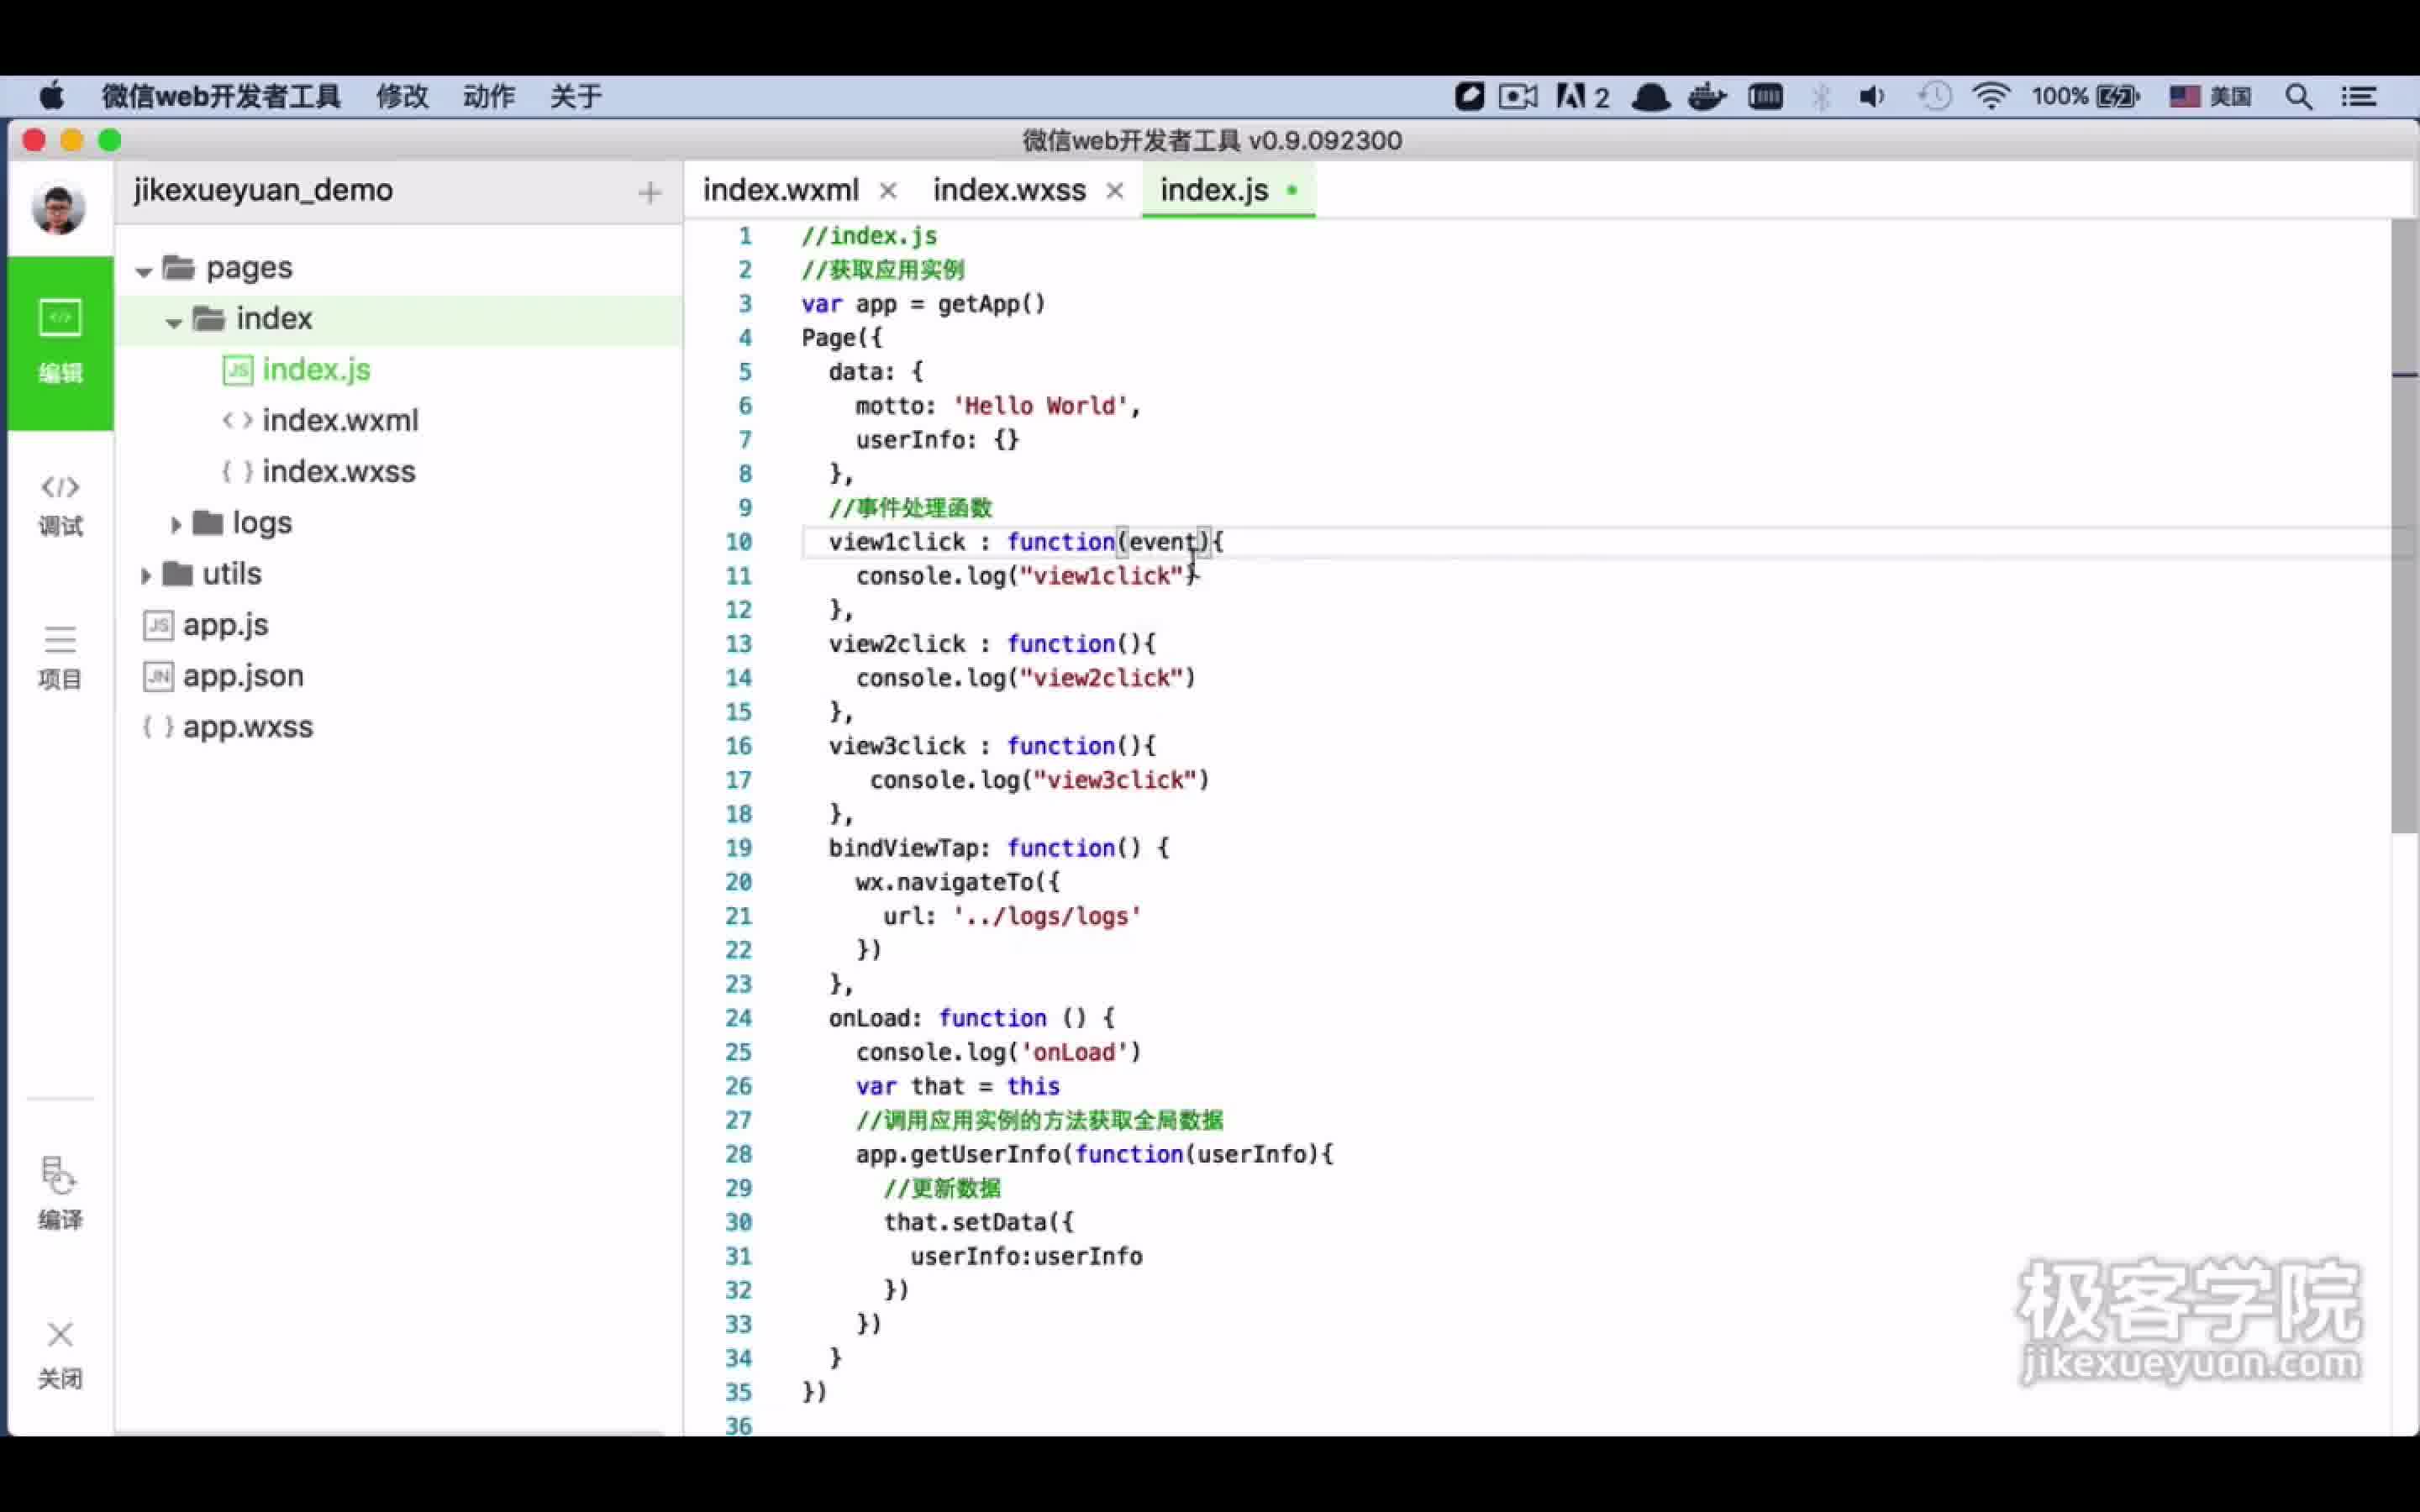 微信web开发者工具 修改 动作 关于 2 100% 美国
微信web开发者工具 v0.9.092300
jikexueyuan_demo
index.wxml
index.wxss
index.js
编辑
调试
项目
编译
关闭
pages
index
JS index.js
index.wxml
index.wxss
logs
utils
JS app.js
JN app.json
app.wxss
1 //index.js
2 //获取应用实例
3 var app = getApp()
4 Page({
5 data: {
6 motto: 'Hello World',
7 userInfo: {}
8 },
9 //事件处理函数
10 view1click : function(event){
11 console.log("view1click")
12 },
13 view2click : function(){
14 console.log("view2click")
15 },
16 view3click : function(){
17 console.log("view3click")
18 },
19 bindViewTap: function() {
20 wx.navigateTo({
21 url: '../logs/logs'
22 })
23 },
24 onLoad: function () {
25 console.log('onLoad')
26 var that = this
27 //调用应用实例的方法获取全局数据
28 app.getUserInfo(function(userInfo){
29 //更新数据
30 that.setData({
31 userInfo:userInfo
32 })
33 })
34 }
35 })
36
极客学院
jikexueyuan.com